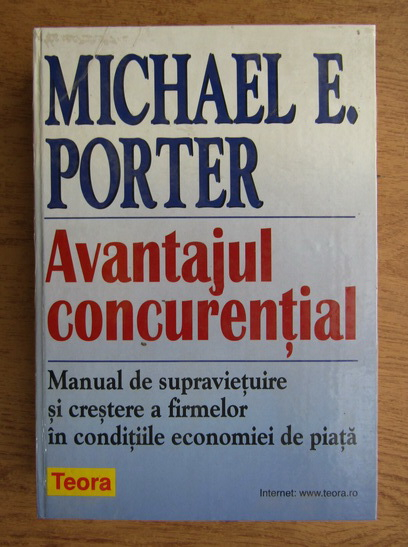 MICHAEL E.
PORTER
Avantajul
concurențial
Manual de supraviețuire
și creștere a firmelor
în condițiile economiei de piață
Teora
Internet: www.teora.ro